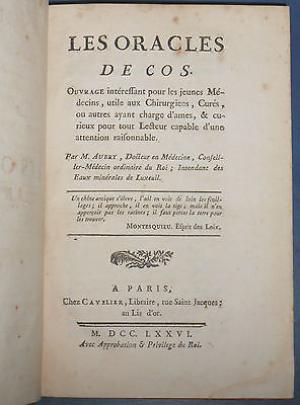 LES ORACLES
DE COS.
OUVRAGE intéressant pour les jeunes Mé-
decins, utile aux Chirurgiens, Curés,
ou autres ayant charge d'ames, & cu-
rieux pour tout Lecteur capable d'une
attention raisonnable.
Par M. AUBRY, Docteur en Médecine, Conseil-
ler-Médecin ordinaire du Roi; Intendant des
Eaux minérales de Luxeuil.
Un chêne antique s'éleve, l'œil en voit de loin les feuil-
lages; il approche, il en voit la tige; mais il n'en
apperçoit pas les racines; il faut percer la terre pour
les trouver.
MONTESQUIEU. Esprit des Loix.
A PARIS,
Chez CAVELIER, Libraire, rue Saint Jacques;
au Lis d'or.
M. DCC. LXXVI.
Avec Approbation & Privilege du Roi.